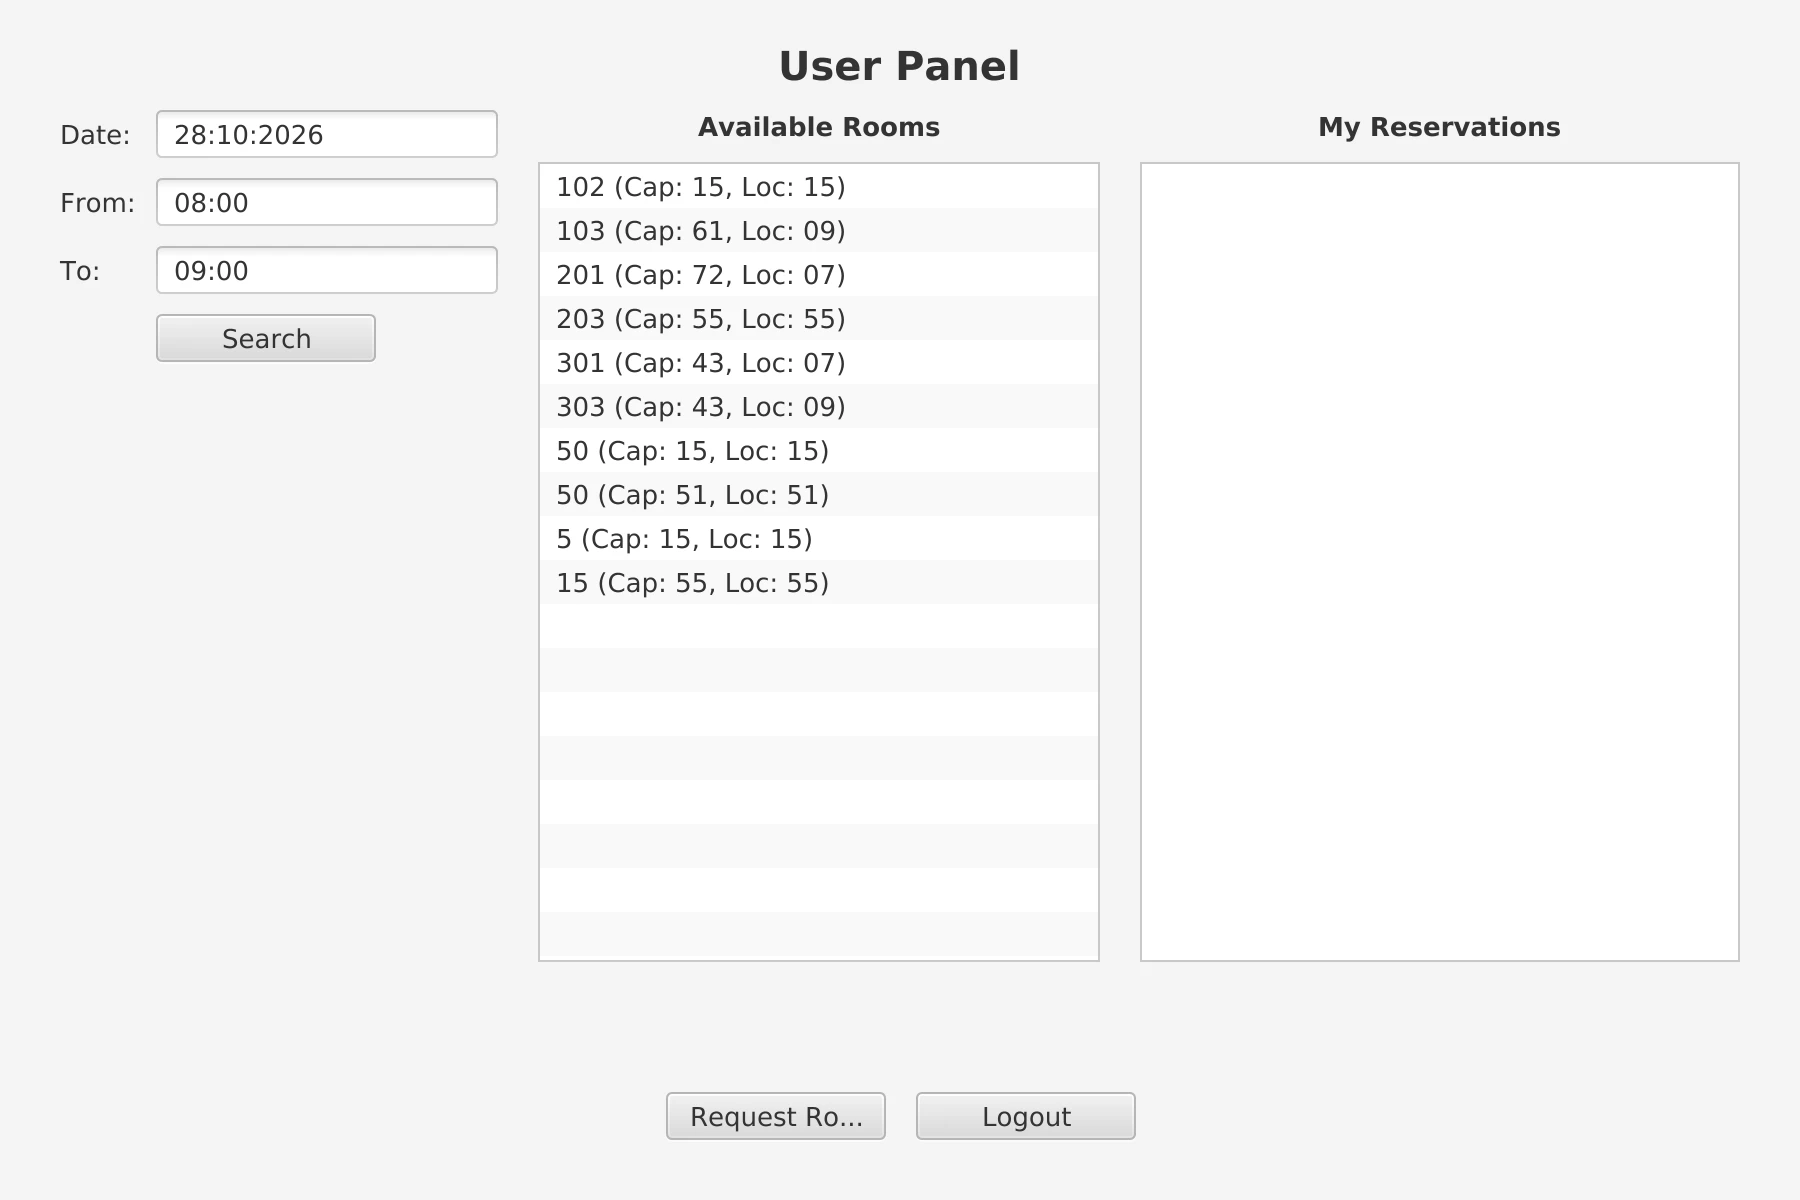 User Panel
Date:
28:10:2026
From:
08:00
To:
09:00
Search
Available Rooms
102 (Cap: 15, Loc: 15)
103 (Cap: 61, Loc: 09)
201 (Cap: 72, Loc: 07)
203 (Cap: 55, Loc: 55)
301 (Cap: 43, Loc: 07)
303 (Cap: 43, Loc: 09)
50 (Cap: 15, Loc: 15)
50 (Cap: 51, Loc: 51)
5 (Cap: 15, Loc: 15)
15 (Cap: 55, Loc: 55)
My Reservations
Request Ro...
Logout